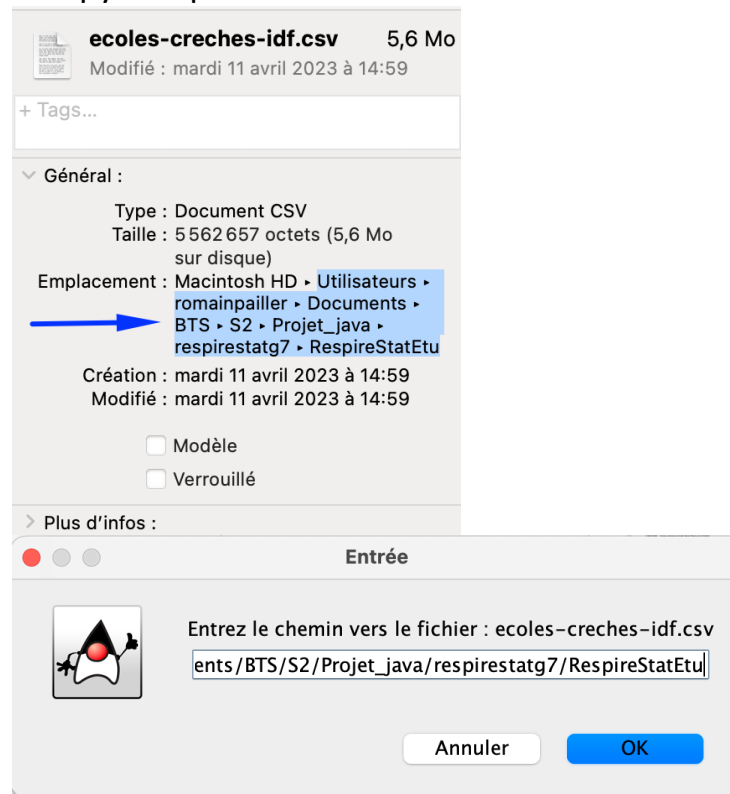 ecoles-creches-idf.csv 5,6 Mo
Modifié : mardi 11 avril 2023 à 14:59
+ Tags...
Général :
Type : Document CSV
Taille : 5 562 657 octets (5,6 Mo
sur disque)
Emplacement : Macintosh HD ▸ Utilisateurs ▸
romainpailler ▸ Documents ▸
BTS ▸ S2 ▸ Projet_java ▸
respirestatg7 ▸ RespireStatEtu
Création : mardi 11 avril 2023 à 14:59
Modifié : mardi 11 avril 2023 à 14:59
Modèle
Verrouillé
Plus d'infos :
Entrée
Entrez le chemin vers le fichier : ecoles-creches-idf.csv
ents/BTS/S2/Projet_java/respirestatg7/RespireStatEtu
Annuler OK